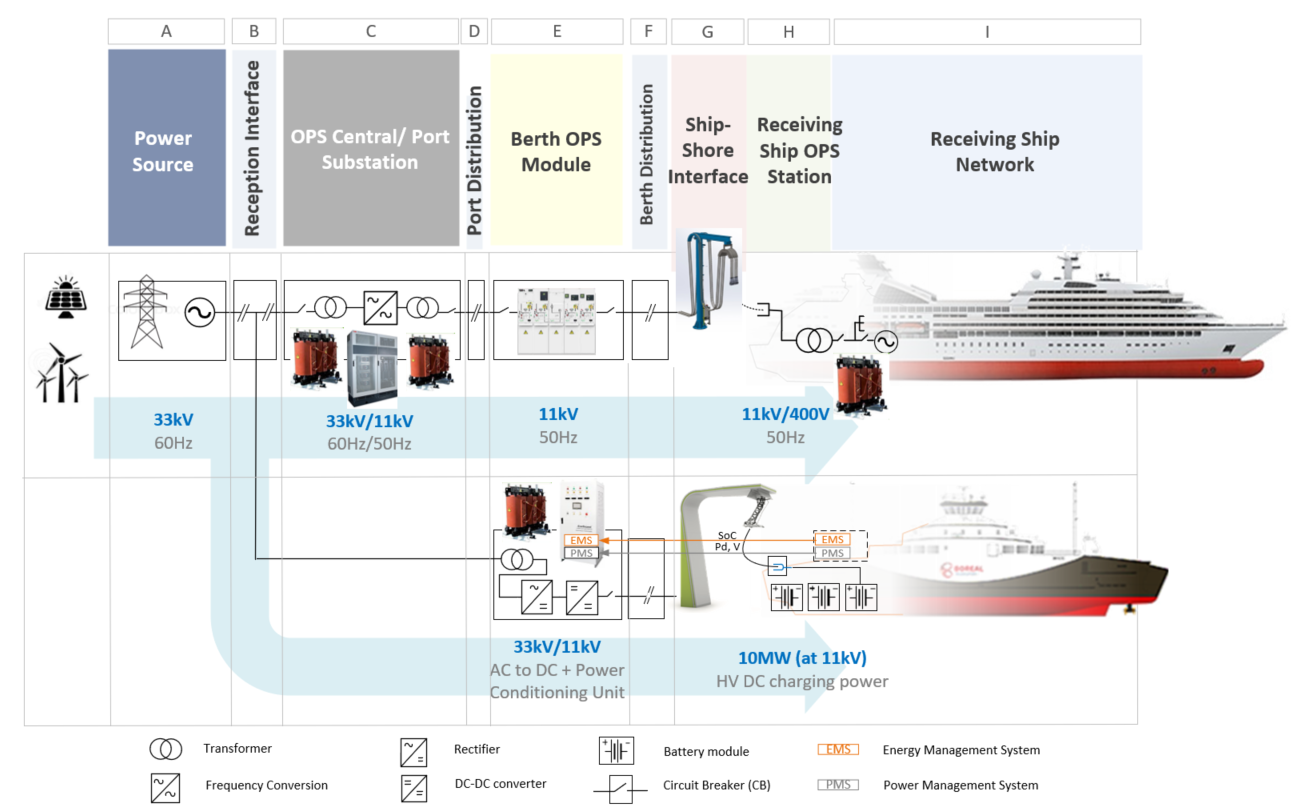 A
B
C
D
E
F
G
H
I
Power
Source
Reception Interface
OPS Central/ Port
Substation
Port Distribution
Berth OPS
Module
Berth Distribution
Ship-
Shore
Interface
Receiving
Ship OPS
Station
Receiving Ship
Network
33kV
60Hz
33kV/11kV
60Hz/50Hz
11kV
50Hz
11kV/400V
50Hz
EMS
PMS
SoC
Pd, V
EMS
PMS
33kV/11kV
AC to DC + Power
Conditioning Unit
10MW (at 11kV)
HV DC charging power
Transformer
Rectifier
Battery module
EMS
Energy Management System
Frequency Conversion
DC-DC converter
Circuit Breaker (CB)
PMS
Power Management System